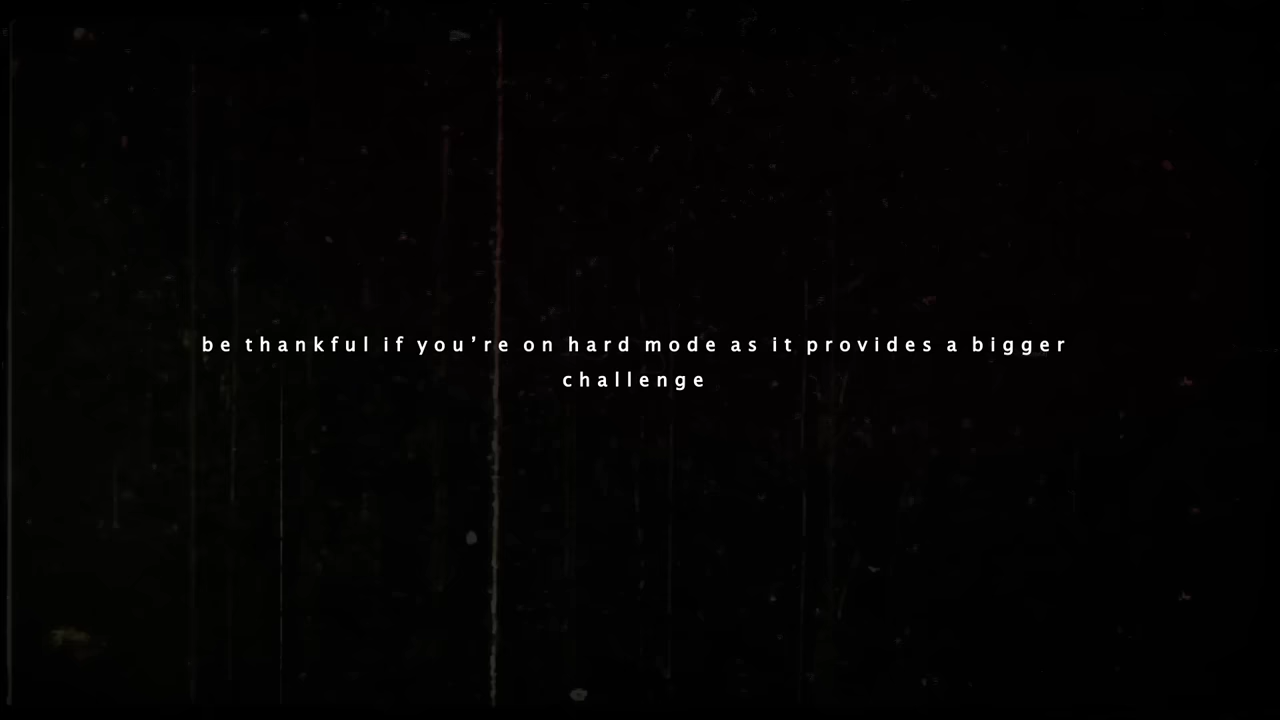 be thankful if you’re on hard mode as it provides a bigger
challenge